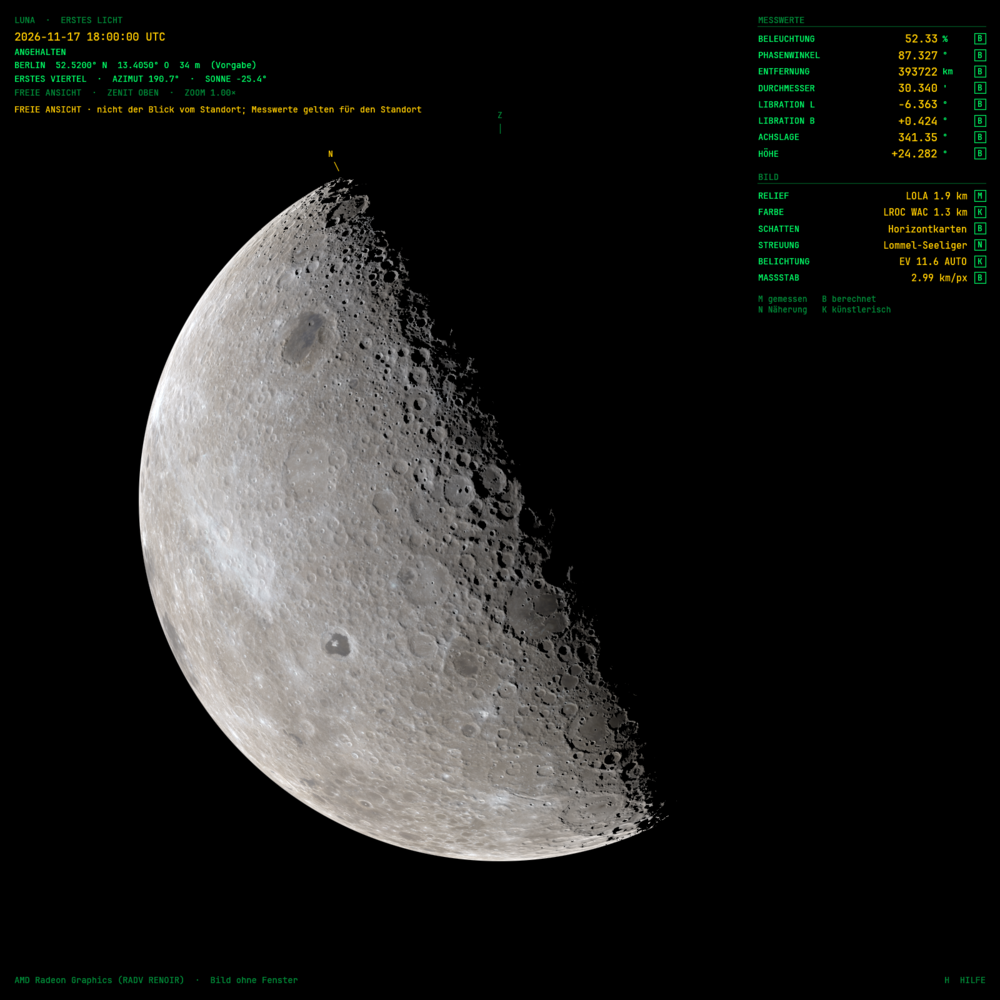 LUNA · ERSTES LICHT
2026-11-17 18:00:00 UTC
ANGEHALTEN
BERLIN 52.5200° N 13.4050° O 34 m (Vorgabe)
ERSTES VIERTEL · AZIMUT 190.7° · SONNE -25.4°
FREIE ANSICHT · ZENIT OBEN · ZOOM 1.00×
FREIE ANSICHT · nicht der Blick vom Standort; Messwerte gelten für den Standort
Z
N
MESSWERTE
BELEUCHTUNG 52.33 % B
PHASENWINKEL 87.327 ° B
ENTFERNUNG 393722 km B
DURCHMESSER 30.340 ' B
LIBRATION L -6.363 ° B
LIBRATION B +0.424 ° B
ACHSLAGE 341.35 ° B
HÖHE +24.282 ° B
BILD
RELIEF LOLA 1.9 km M
FARBE LROC WAC 1.3 km K
SCHATTEN Horizontkarten B
STREUUNG Lommel-Seeliger N
BELICHTUNG EV 11.6 AUTO K
MASSSTAB 2.99 km/px B
M gemessen B berechnet
N Näherung K künstlerisch
AMD Radeon Graphics (RADV RENOIR) · Bild ohne Fenster
H HILFE